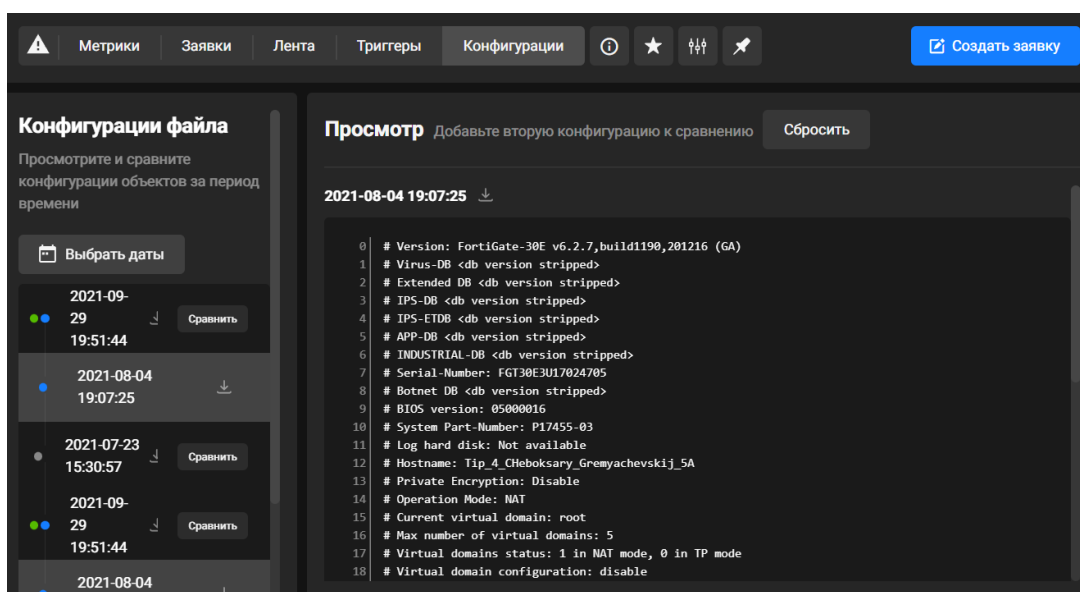 Метрики Заявки Лента Триггеры Конфигурации Создать заявку
Конфигурации файла
Просмотрите и сравните
конфигурации объектов за период
времени
Выбрать даты
2021-09-
29
19:51:44
Сравнить
2021-08-04
19:07:25
2021-07-23
15:30:57
Сравнить
2021-09-
29
19:51:44
Сравнить
2021-08-04
Просмотр Добавьте вторую конфигурацию к сравнению Сбросить
2021-08-04 19:07:25
0 # Version: FortiGate-30E v6.2.7,build1190,201216 (GA)
1 # Virus-DB <db version stripped>
2 # Extended DB <db version stripped>
3 # IPS-DB <db version stripped>
4 # IPS-ETDB <db version stripped>
5 # APP-DB <db version stripped>
6 # INDUSTRIAL-DB <db version stripped>
7 # Serial-Number: FGT30E3U17024705
8 # Botnet DB <db version stripped>
9 # BIOS version: 05000016
10 # System Part-Number: P17455-03
11 # Log hard disk: Not available
12 # Hostname: Tip_4_CHeboksary_Gremyachevskij_5A
13 # Private Encryption: Disable
14 # Operation Mode: NAT
15 # Current virtual domain: root
16 # Max number of virtual domains: 5
17 # Virtual domains status: 1 in NAT mode, 0 in TP mode
18 # Virtual domain configuration: disable